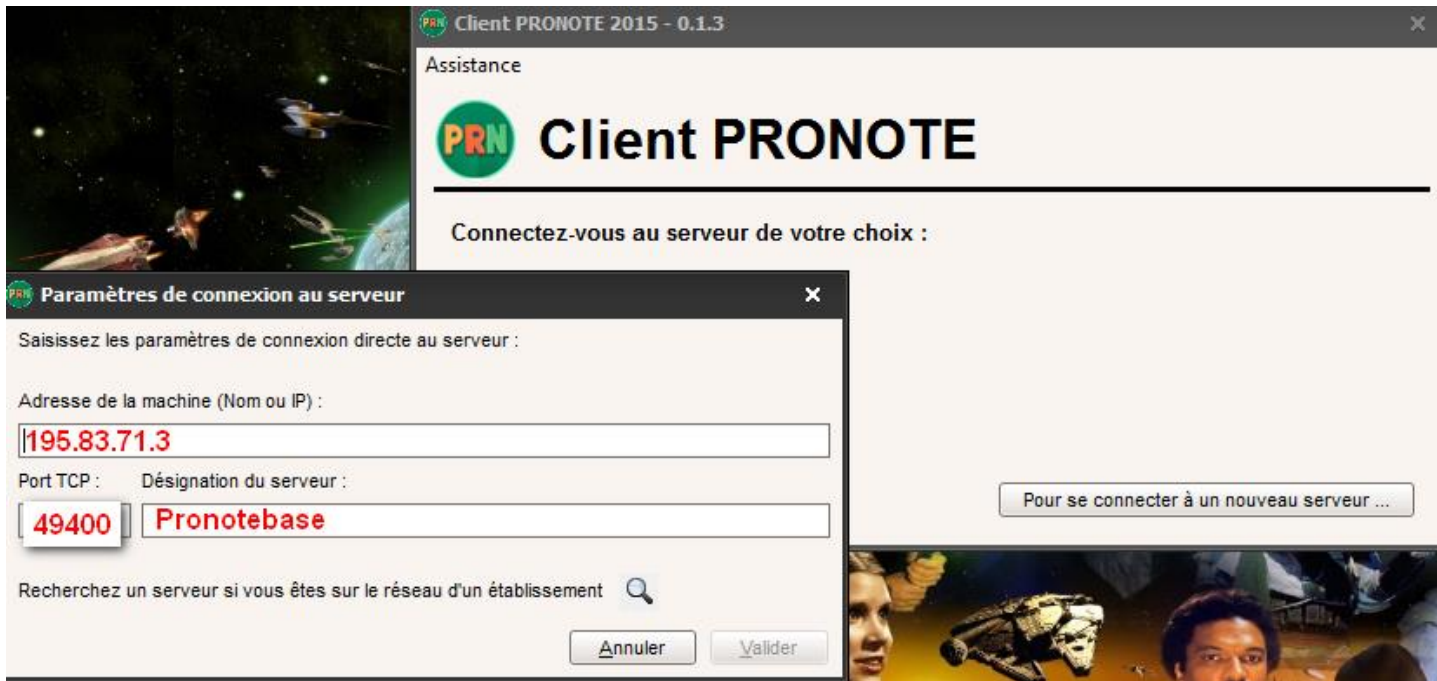 PRN Client PRONOTE 2015 - 0.1.3
Assistance
PRN Client PRONOTE
Connectez-vous au serveur de votre choix :
PRN Paramètres de connexion au serveur
Saisissez les paramètres de connexion directe au serveur :
Adresse de la machine (Nom ou IP) :
195.83.71.3
Port TCP : Désignation du serveur :
49400 Pronotebase
Pour se connecter à un nouveau serveur ...
Recherchez un serveur si vous êtes sur le réseau d'un établissement
Annuler Valider